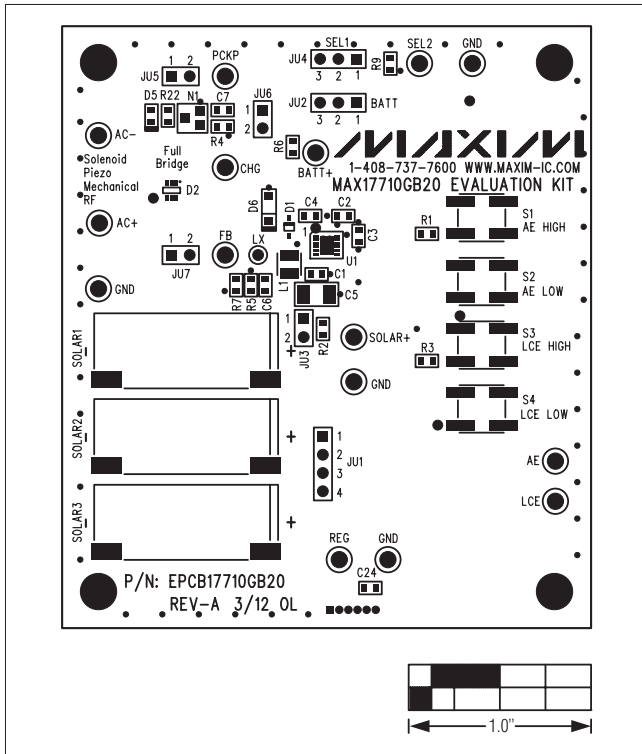 SEL1
PCKP
SEL2
GND
1 2
JU5
JU4
3 2 1
R9
D5 R22 N1 C7
JU6
1
2
JU2
BATT
3 2 1
R4
AC-
R6
MAXIM
Solenoid
Piezo
Mechanical
RF
Full
Bridge
CHG
BATT+
1-408-737-7600 WWW.MAXIM-IC.COM
MAX17710GB20 EVALUATION KIT
D2
AC+
D6
D1
C4
C2
C3
1
U1
R1
S1
AE HIGH
1 2
JU7
FB
LX
L1
C1
S2
AE LOW
GND
R7
R5
C6
C5
S3
LCE HIGH
SOLAR1
-
+
1
2
JU3
R2
SOLAR+
R3
GND
S4
LCE LOW
SOLAR2
-
+
1
2
3
4
JU1
AE
LCE
SOLAR3
-
+
REG
GND
C24
P/N: EPCB17710GB20
REV-A 3/12 OL
1.0"